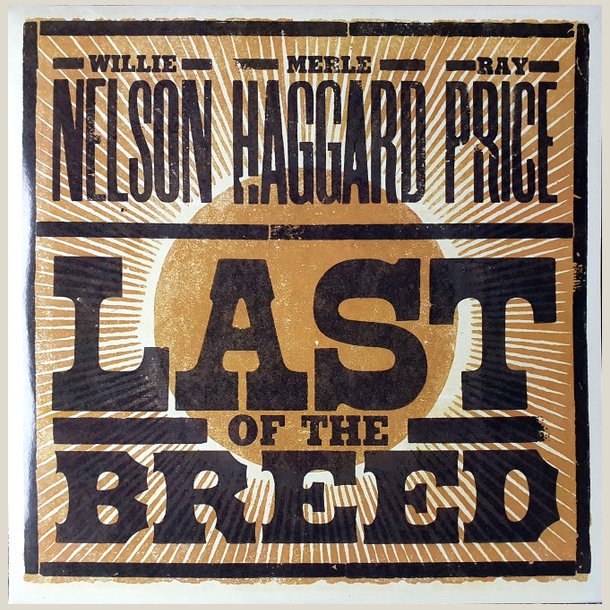 WILLIE MERLE RAY
NELSON HAGGARD PRICE
LAST
OF THE
BREED